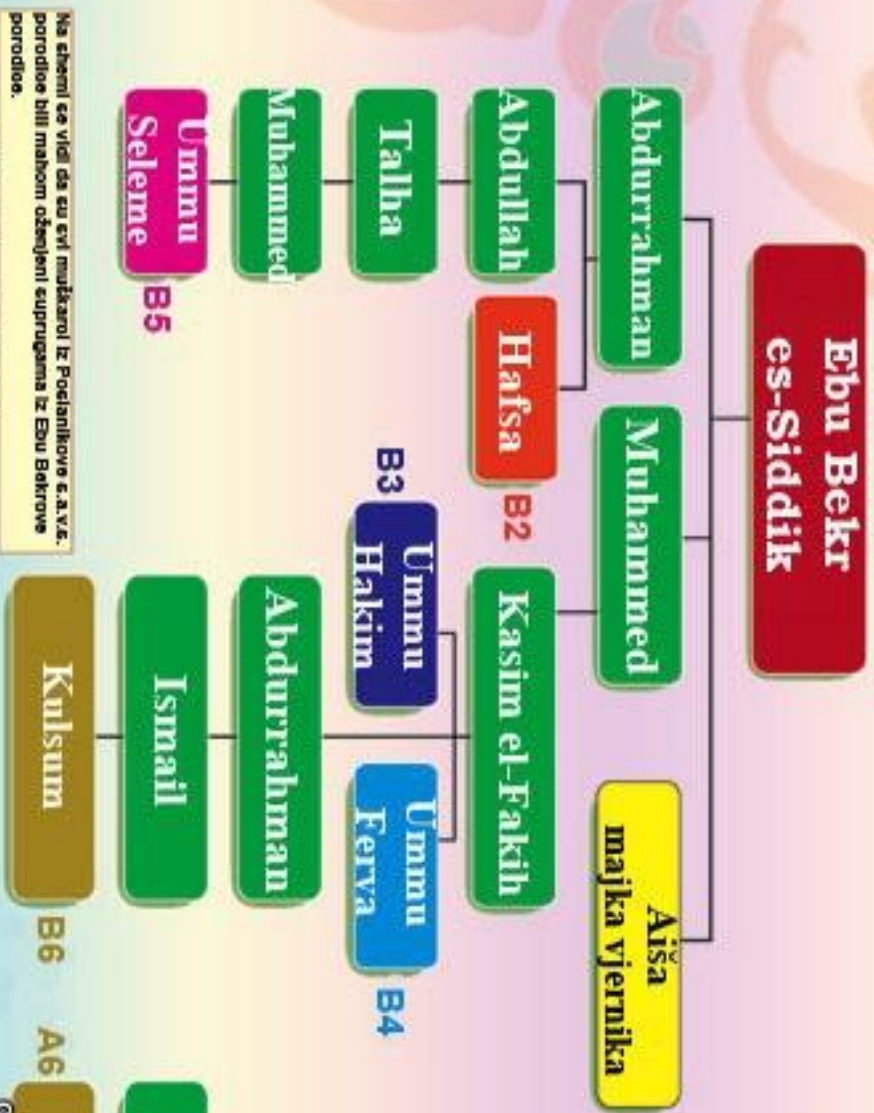 Ebu Bekr
es-Siddik
Abdurrahman
Muhammed
Aiša
majka vjernika
Abdullah
Hafsa
B2
Kasim el-Fakih
Talha
B3
Ummu
Hakim
Ummu
Ferva
B4
Muhammed
Abdurrahman
Ummu
Seleme
B5
Ismail
Kulsum
B6
A6
Na shemi se vidi da su svi muškarci iz Poslanikove s.a.v.s.
porodice bili mahom oženjeni suprugama iz Ebu Bekrove
porodice.